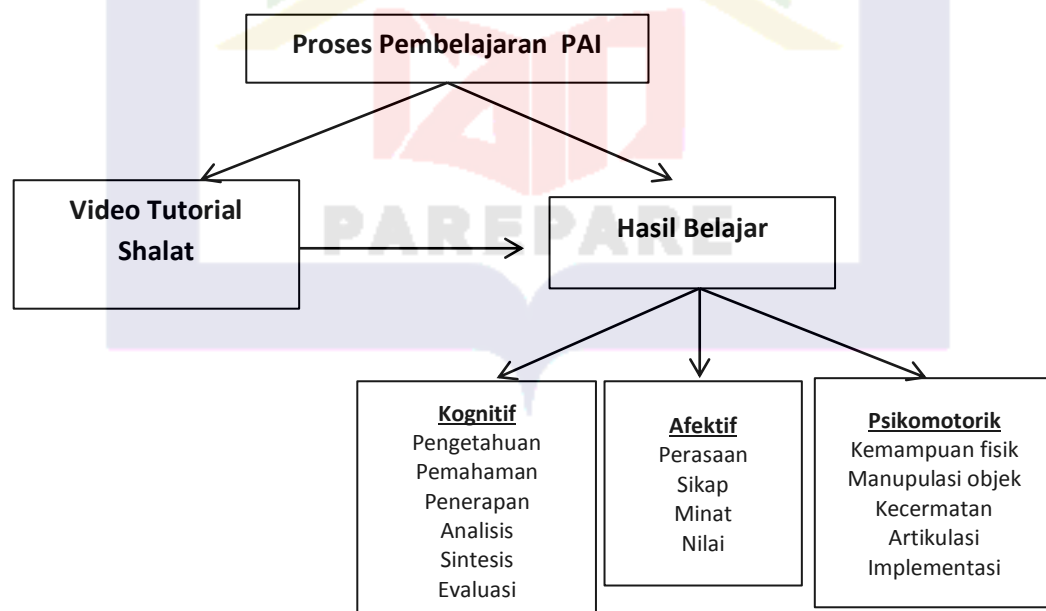 Proses Pembelajaran PAI
Video Tutorial
Shalat
Hasil Belajar
PAREPARE
Kognitif
Pengetahuan
Pemahaman
Penerapan
Analisis
Sintesis
Evaluasi
Afektif
Perasaan
Sikap
Minat
Nilai
Psikomotorik
Kemampuan fisik
Manupulasi objek
Kecermatan
Artikulasi
Implementasi